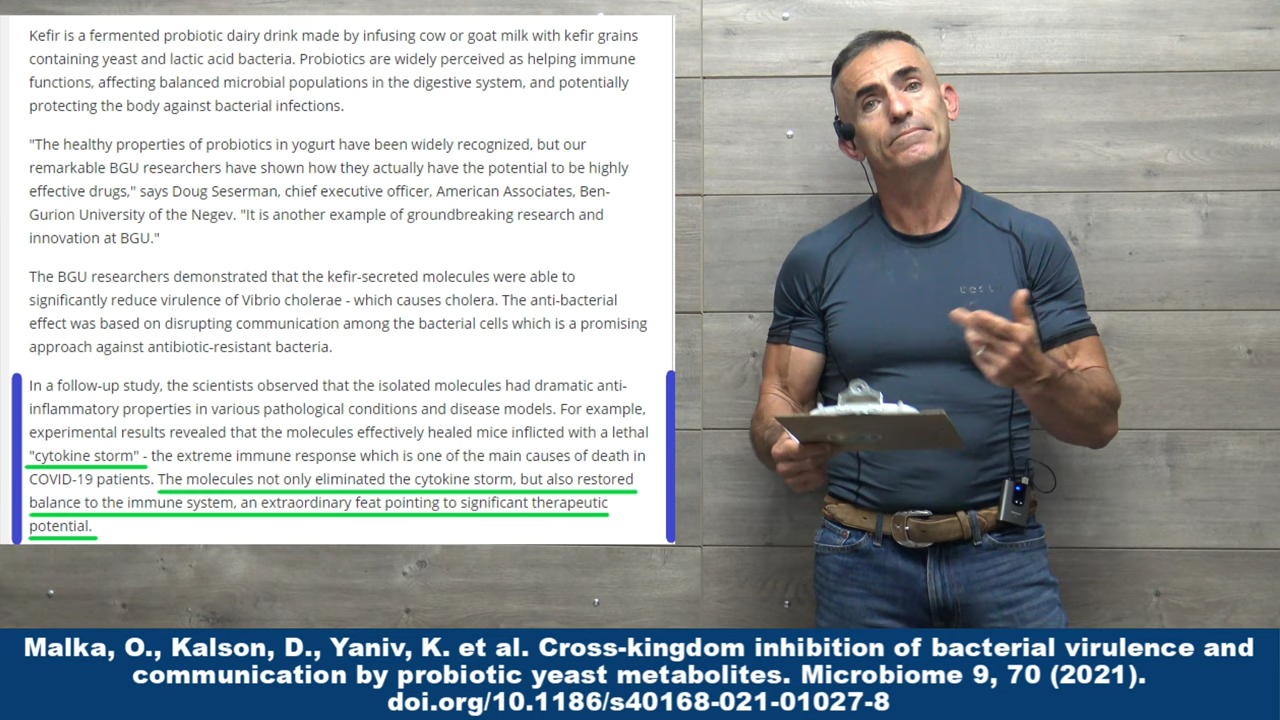 Kefir is a fermented probiotic dairy drink made by infusing cow or goat milk with kefir grains
containing yeast and lactic acid bacteria. Probiotics are widely perceived as helping immune
functions, affecting balanced microbial populations in the digestive system, and potentially
protecting the body against bacterial infections.
"The healthy properties of probiotics in yogurt have been widely recognized, but our
remarkable BGU researchers have shown how they actually have the potential to be highly
effective drugs," says Doug Seserman, chief executive officer, American Associates, Ben-
Gurion University of the Negev. "It is another example of groundbreaking research and
innovation at BGU."
The BGU researchers demonstrated that the kefir-secreted molecules were able to
significantly reduce virulence of Vibrio cholerae - which causes cholera. The anti-bacterial
effect was based on disrupting communication among the bacterial cells which is a promising
approach against antibiotic-resistant bacteria.
In a follow-up study, the scientists observed that the isolated molecules had dramatic anti-
inflammatory properties in various pathological conditions and disease models. For example,
experimental results revealed that the molecules effectively healed mice inflicted with a lethal
"cytokine storm" - the extreme immune response which is one of the main causes of death in
COVID-19 patients. The molecules not only eliminated the cytokine storm, but also restored
balance to the immune system, an extraordinary feat pointing to significant therapeutic
potential.
Malka, O., Kalson, D., Yaniv, K. et al. Cross-kingdom inhibition of bacterial virulence and
communication by probiotic yeast metabolites. Microbiome 9, 70 (2021).
doi.org/10.1186/s40168-021-01027-8